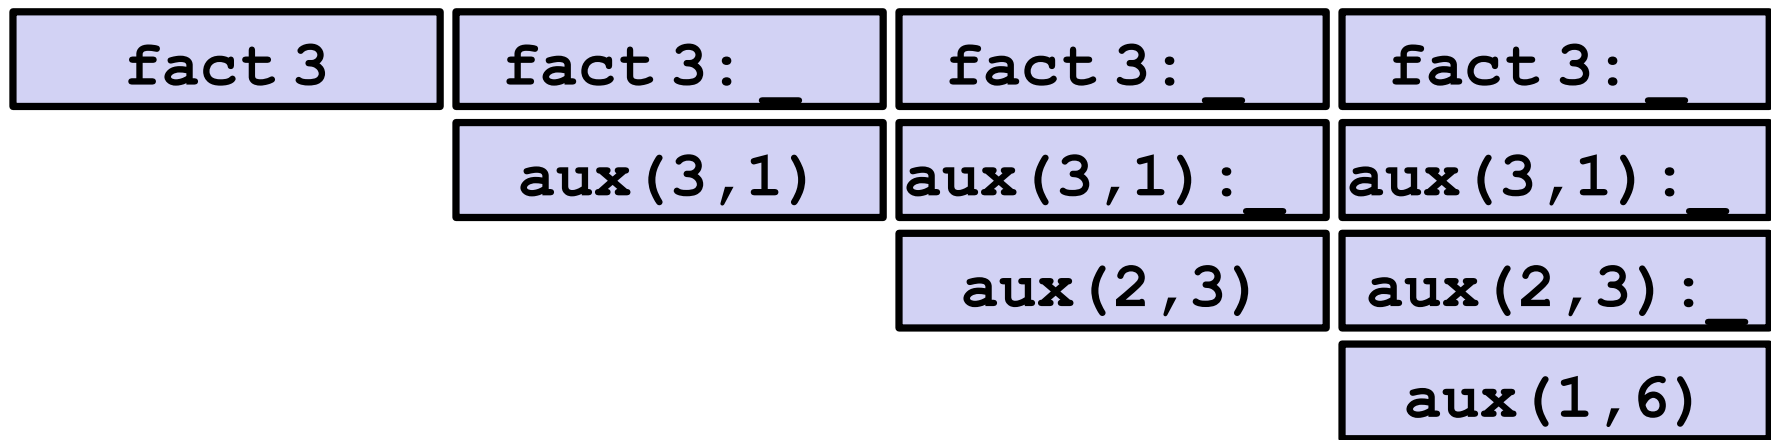 fact 3 fact 3:_ fact 3:_ fact 3:_
aux(3,1) aux(3,1):_ aux(3,1):_
aux(2,3) aux(2,3):_
aux(1,6)